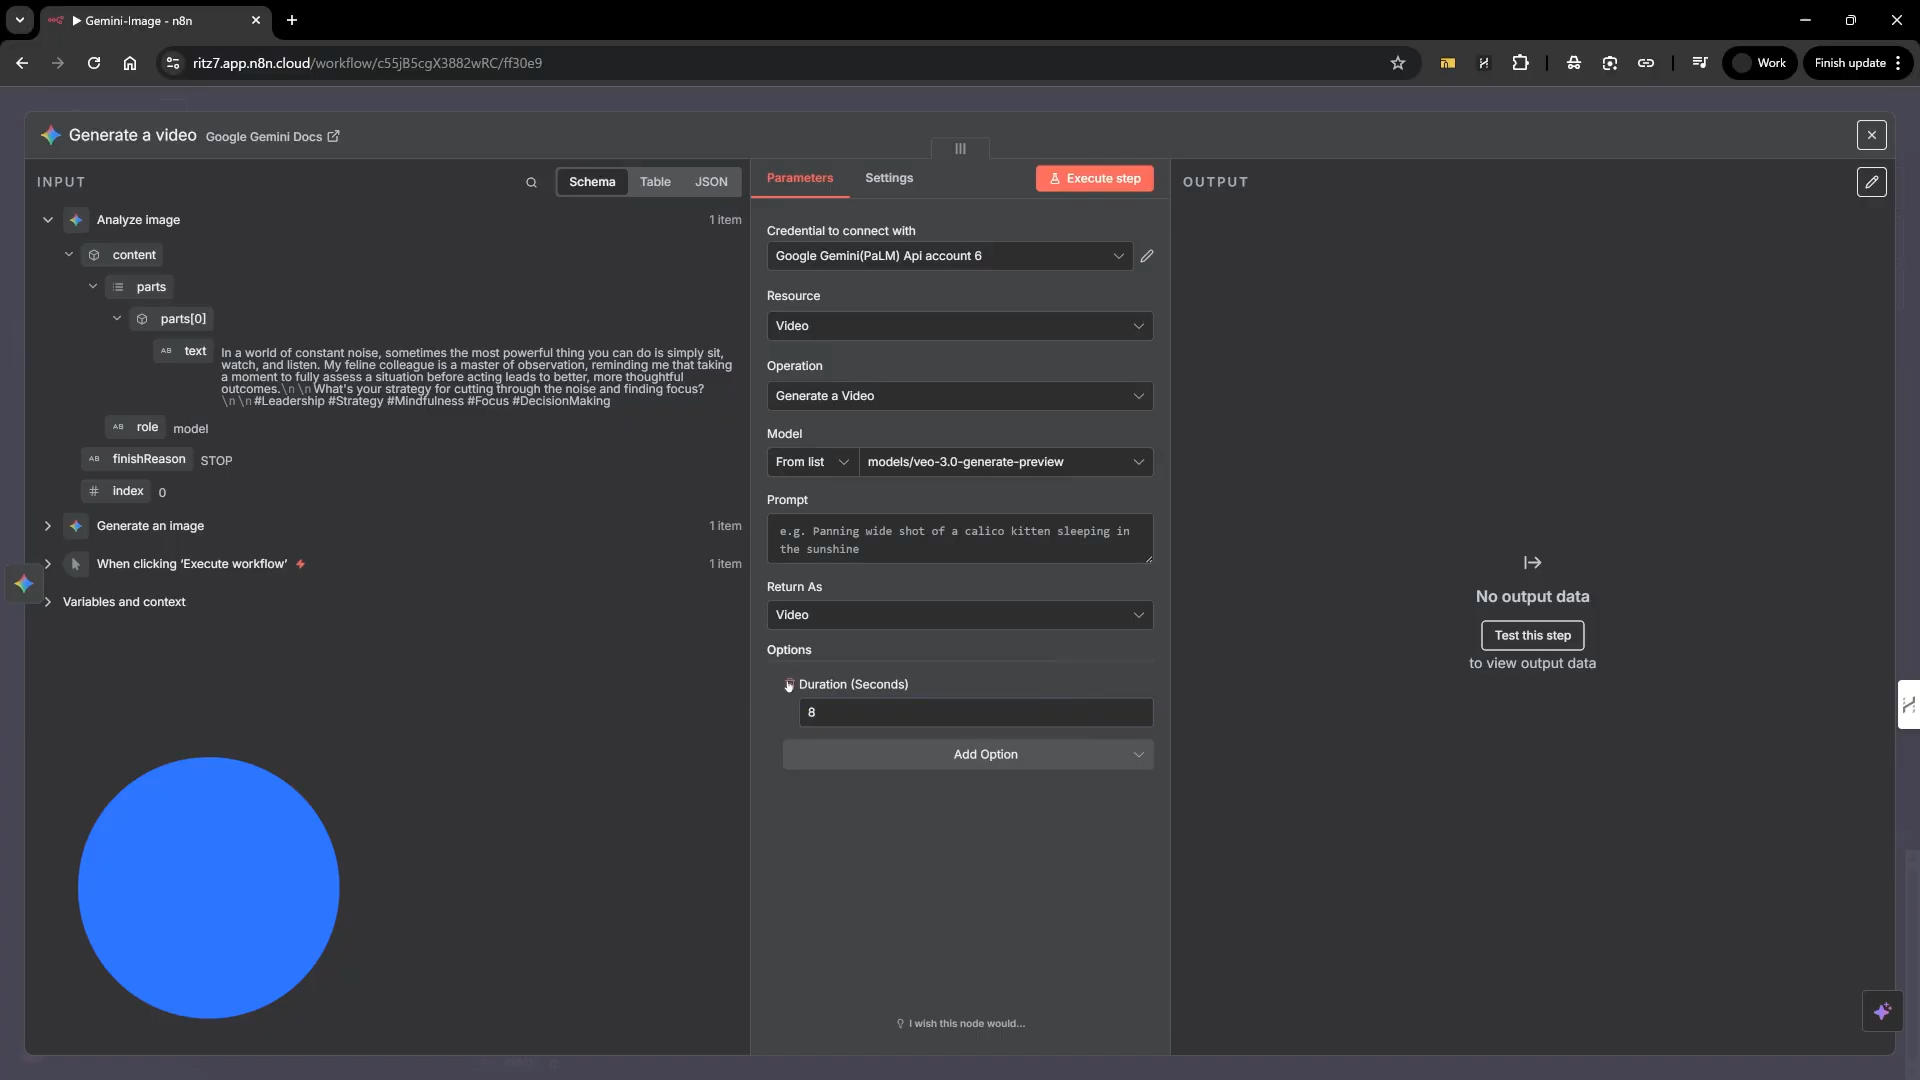 Gemini-Image - n8n
ritz7.app.n8n.cloud/workflow/c55jB5cgX3882wRC/ff30e9
Work
Finish update
Generate a video
Google Gemini Docs
INPUT
Schema
Table
JSON
Analyze image
1 item
content
parts
parts[0]
AB text
In a world of constant noise, sometimes the most powerful thing you can do is simply sit,
watch, and listen. My feline colleague is a master of observation, reminding me that taking
a moment to fully assess a situation before acting leads to better, more thoughtful
outcomes.\n\nWhat's your strategy for cutting through the noise and finding focus?
\n\n#Leadership #Strategy #Mindfulness #Focus #DecisionMaking
AB role model
AB finishReason STOP
# index 0
Generate an image
1 item
When clicking ‘Execute workflow’
1 item
Variables and context
Parameters
Settings
Execute step
Credential to connect with
Google Gemini(PaLM) Api account 6
Resource
Video
Operation
Generate a Video
Model
From list
models/veo-3.0-generate-preview
Prompt
e.g. Panning wide shot of a calico kitten sleeping in
the sunshine
Return As
Video
Options
Duration (Seconds)
8
Add Option
I wish this node would...
OUTPUT
No output data
Test this step
to view output data